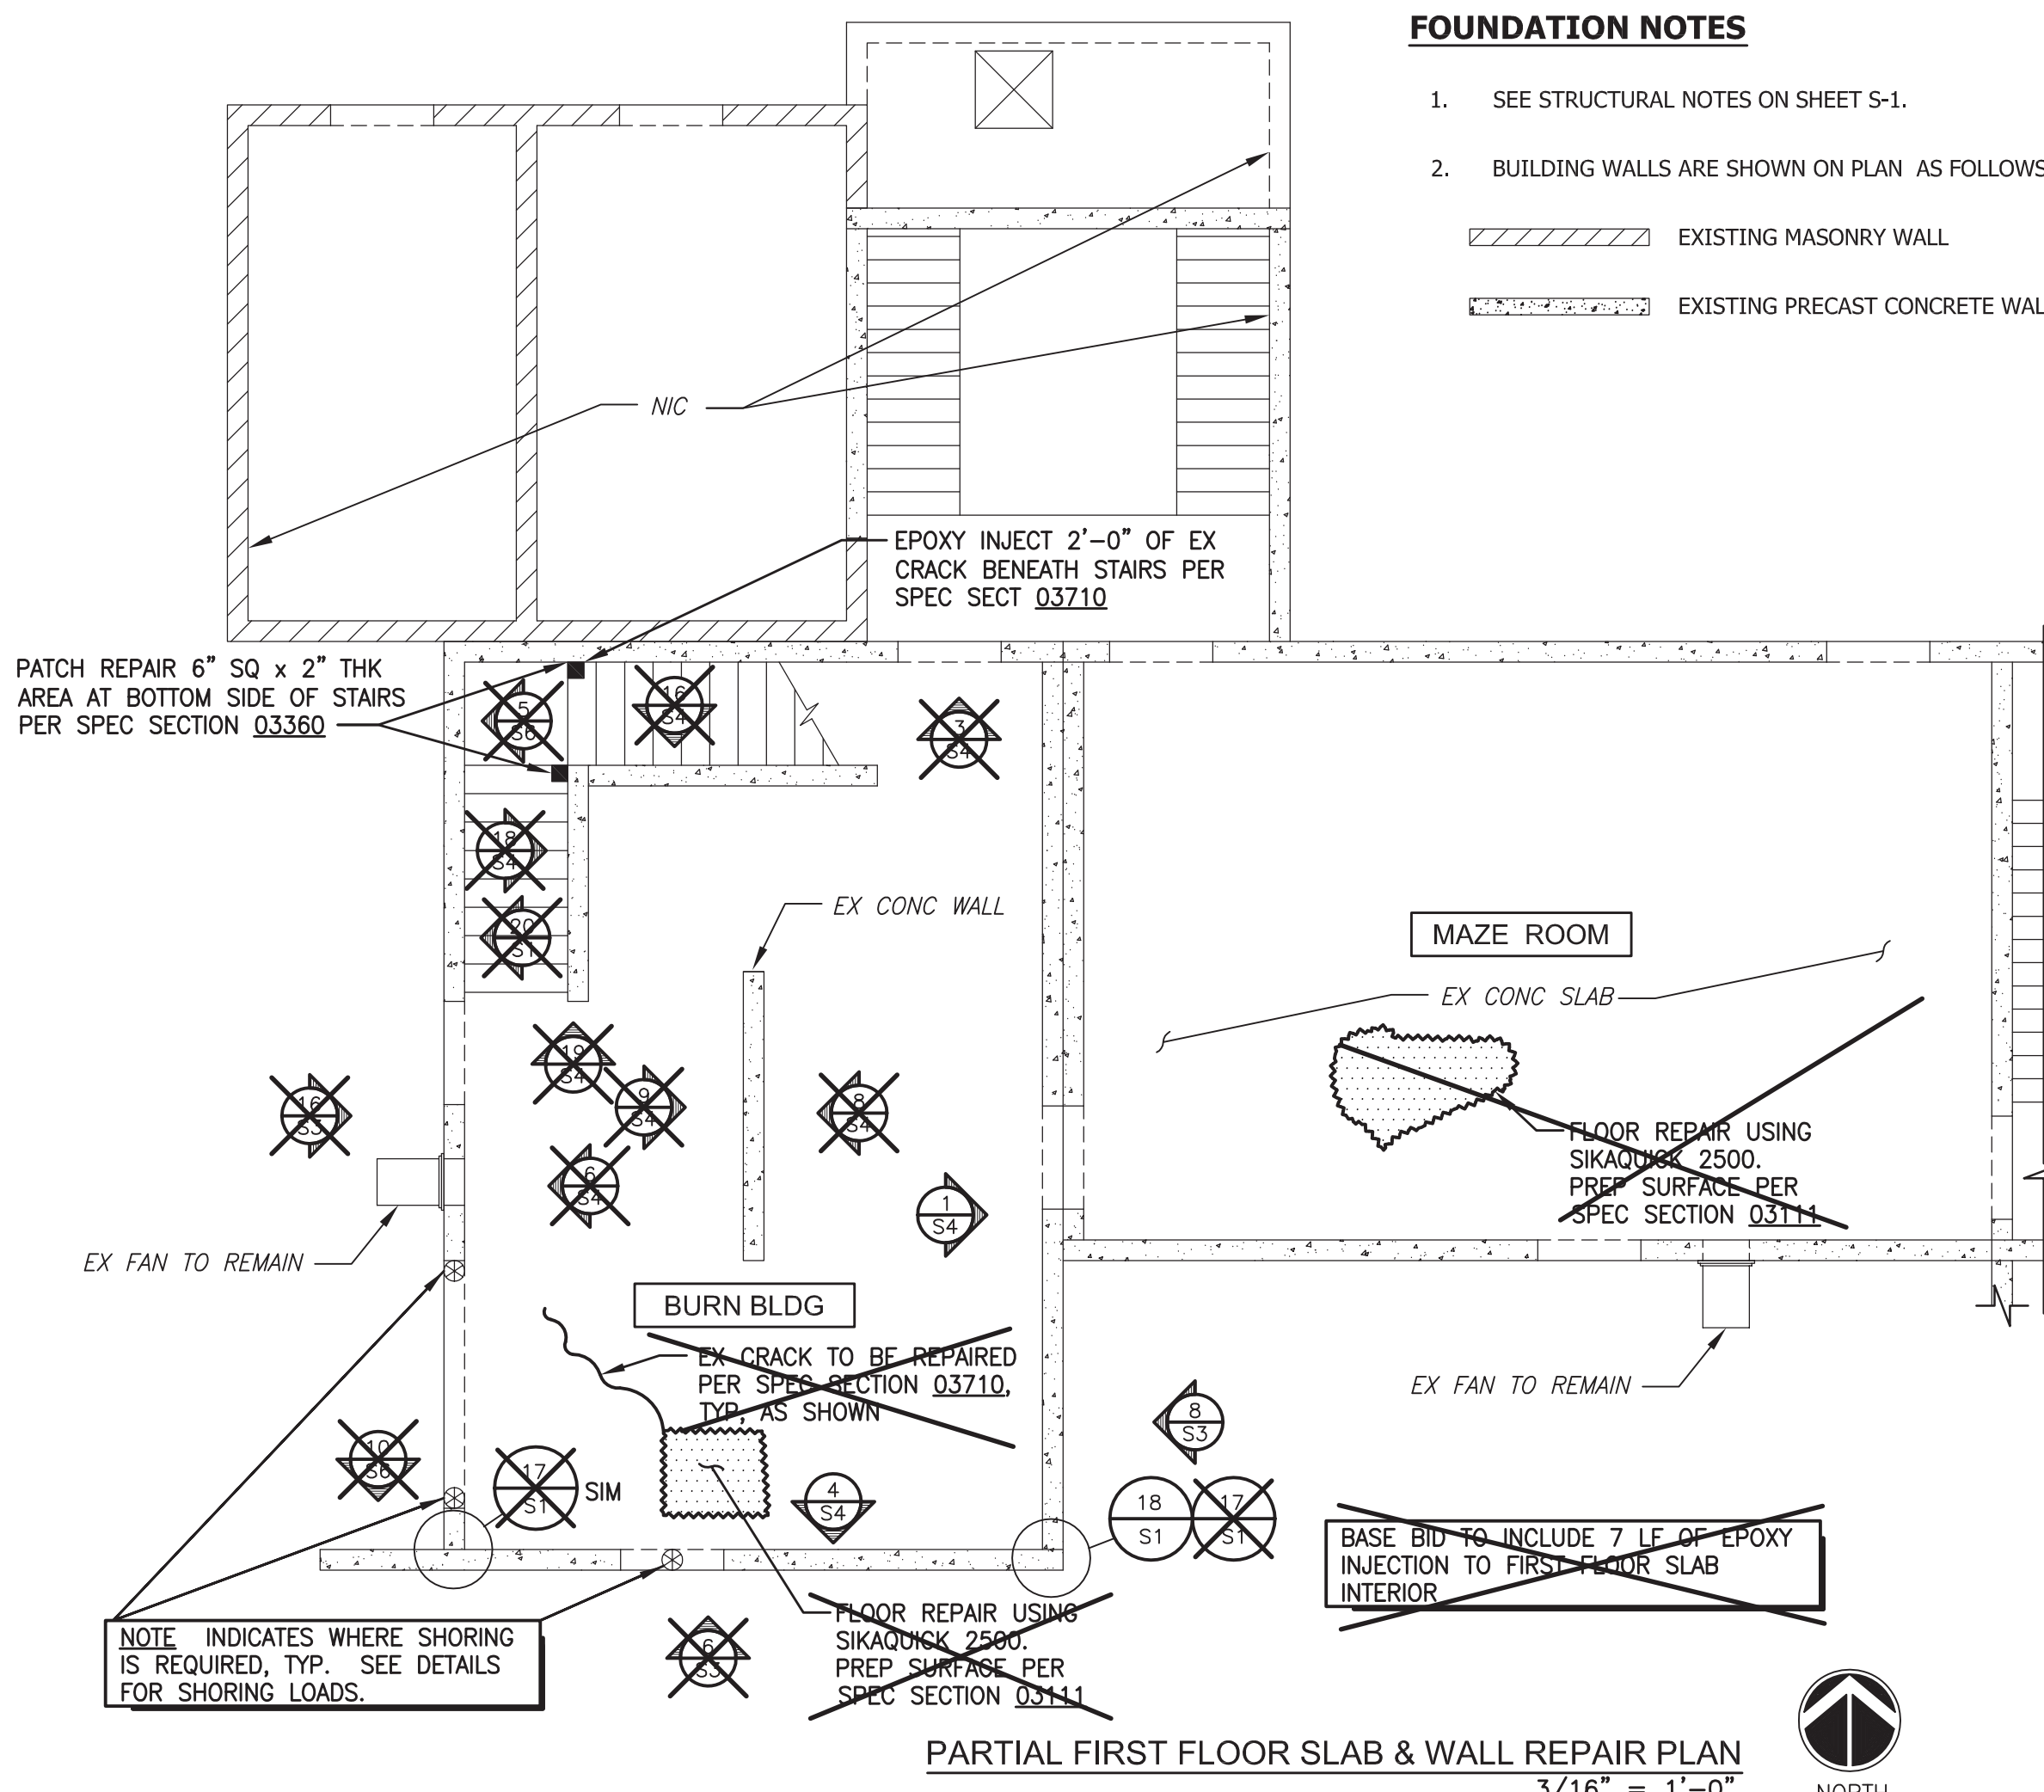 FOUNDATION NOTES
1. SEE STRUCTURAL NOTES ON SHEET S-1.
2. BUILDING WALLS ARE SHOWN ON PLAN AS FOLLOWS
EXISTING MASONRY WALL
EXISTING PRECAST CONCRETE WAL
NIC
EPOXY INJECT 2'-0" OF EX
CRACK BENEATH STAIRS PER
SPEC SECT 03710
PATCH REPAIR 6" SQ x 2" THK
AREA AT BOTTOM SIDE OF STAIRS
PER SPEC SECTION 03360
5
S6
16
S4
3
S4
18
S4
20
S1
EX CONC WALL
MAZE ROOM
EX CONC SLAB
19
S4
9
S4
8
S4
16
S3
6
S4
1
S4
FLOOR REPAIR USING
SIKAQUICK 2500.
PREP SURFACE PER
SPEC SECTION 03111
EX FAN TO REMAIN
BURN BLDG
EX CRACK TO BE REPAIRED
PER SPEC SECTION 03710,
TYP, AS SHOWN
EX FAN TO REMAIN
8
S3
10
S6
17
S1
SIM
4
S4
18
S1
17
S1
BASE BID TO INCLUDE 7 LF OF EPOXY
INJECTION TO FIRST FLOOR SLAB
INTERIOR
NOTE INDICATES WHERE SHORING
IS REQUIRED, TYP. SEE DETAILS
FOR SHORING LOADS.
6
S3
FLOOR REPAIR USING
SIKAQUICK 2500.
PREP SURFACE PER
SPEC SECTION 03111
PARTIAL FIRST FLOOR SLAB & WALL REPAIR PLAN
3/16" = 1'-0"
NORTH